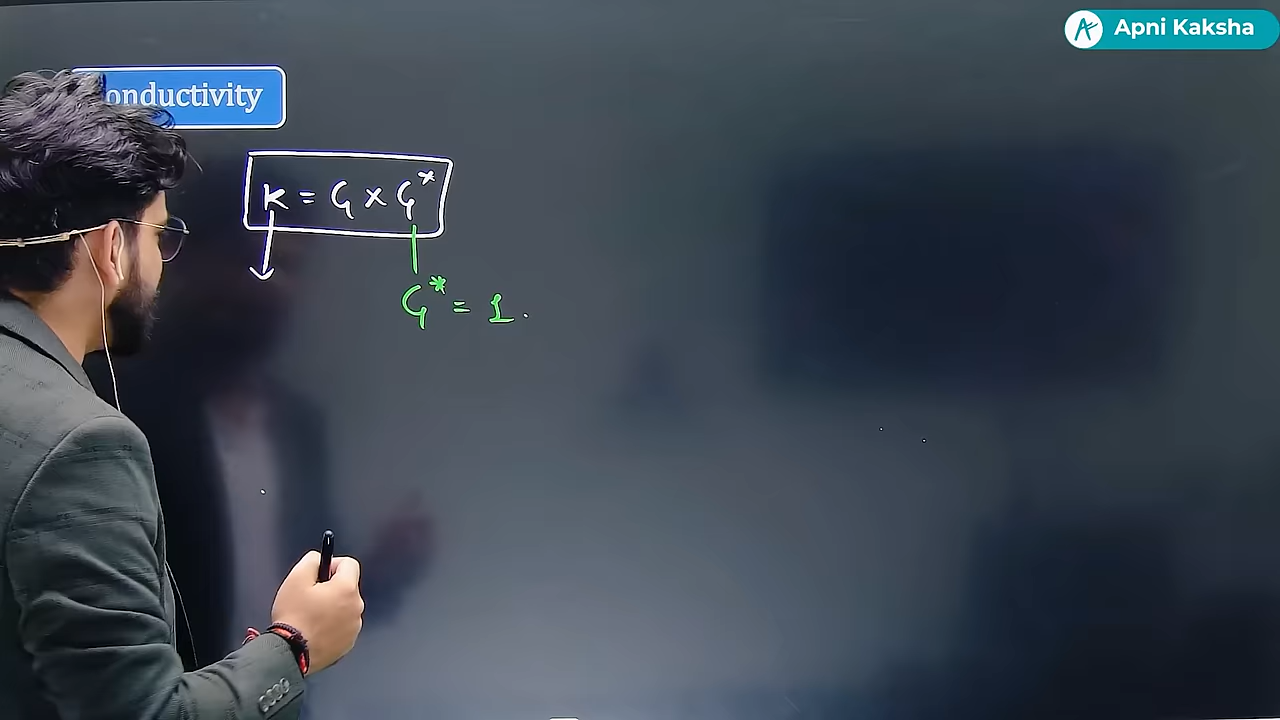 Apni Kaksha
onductivity
K = G × G*
G* = 1.